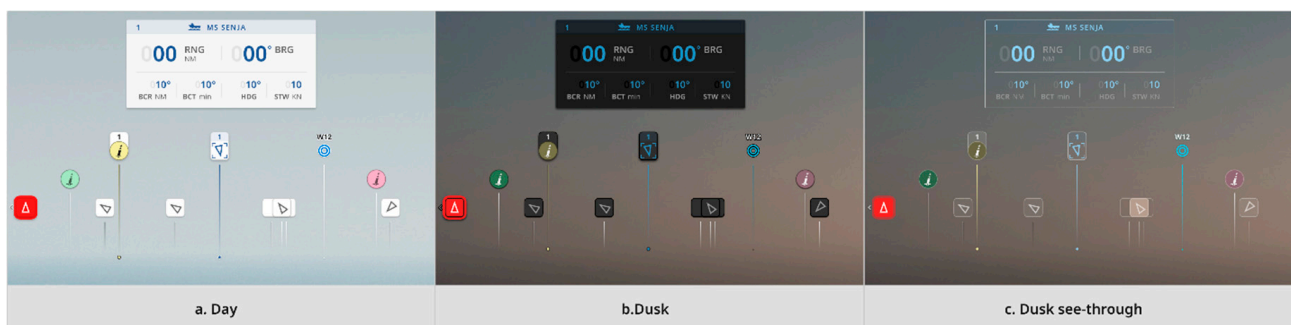 1 MS SENJA
000 RNG NM 000° BRG
010° 010° 010° 010
BCR NM BCT min HDG STW KN
1 1 W12
i
i i
a. Day
1 MS SENJA
000 RNG NM 000° BRG
010° 010° 010° 010
BCR NM BCT min HDG STW KN
1 1 W12
i
i i
b.Dusk
1 MS SENJA
000 RNG NM 000° BRG
010° 010° 010° 010
BCR NM BCT min HDG STW KN
1 1 W12
i
i i
c. Dusk see-through